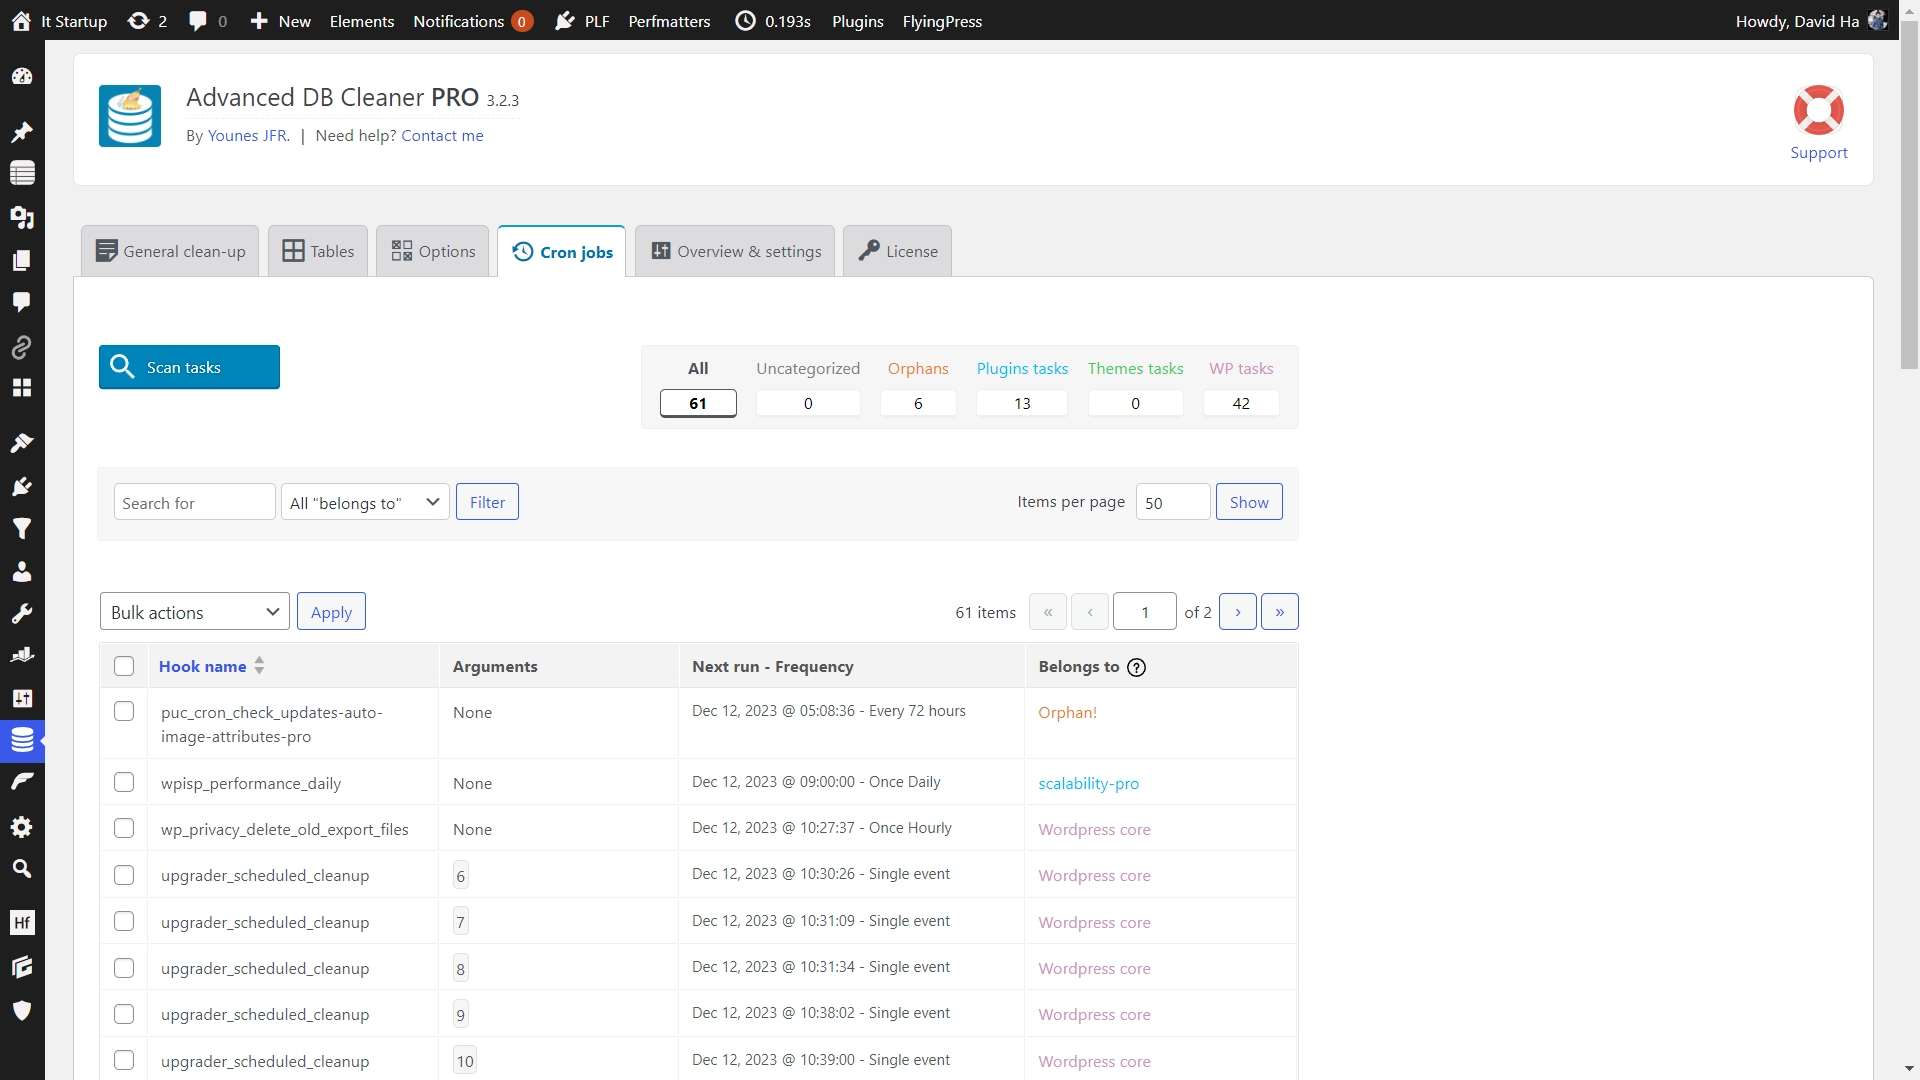 It Startup 2 0 New Elements Notifications 0 PLF Perfmatters 0.193s Plugins FlyingPress Howdy, David Ha
Advanced DB Cleaner PRO 3.2.3
By Younes JFR. | Need help? Contact me
Support
General clean-up Tables Options Cron jobs Overview & settings License
Scan tasks
All Uncategorized Orphans Plugins tasks Themes tasks WP tasks
61 0 6 13 0 42
Search for All "belongs to" Filter Items per page 50 Show
Bulk actions Apply 61 items « ‹ 1 of 2 › »
Hook name Arguments Next run - Frequency Belongs to ?
puc_cron_check_updates-auto- None Dec 12, 2023 @ 05:08:36 - Every 72 hours Orphan!
image-attributes-pro
wpisp_performance_daily None Dec 12, 2023 @ 09:00:00 - Once Daily scalability-pro
wp_privacy_delete_old_export_files None Dec 12, 2023 @ 10:27:37 - Once Hourly Wordpress core
upgrader_scheduled_cleanup 6 Dec 12, 2023 @ 10:30:26 - Single event Wordpress core
upgrader_scheduled_cleanup 7 Dec 12, 2023 @ 10:31:09 - Single event Wordpress core
Hf
upgrader_scheduled_cleanup 8 Dec 12, 2023 @ 10:31:34 - Single event Wordpress core
upgrader_scheduled_cleanup 9 Dec 12, 2023 @ 10:38:02 - Single event Wordpress core
upgrader_scheduled_cleanup 10 Dec 12, 2023 @ 10:39:00 - Single event Wordpress core